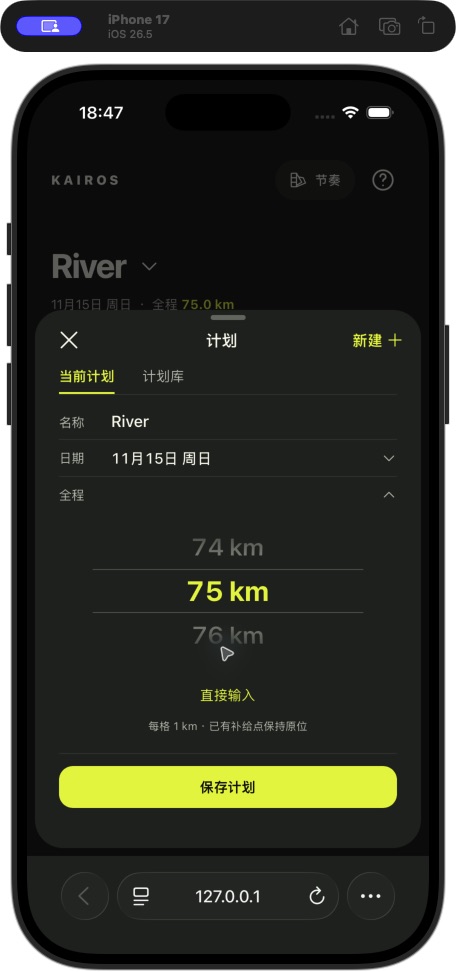 iPhone 17
iOS 26.5
18:47
KAIROS
节奏
River
11月15日 周日 · 全程 75.0 km
计划
新建
当前计划
计划库
名称 River
日期 11月15日 周日
全程
74 km
75 km
76 km
直接输入
每格 1 km · 已有补给点保持原位
保存计划
127.0.0.1